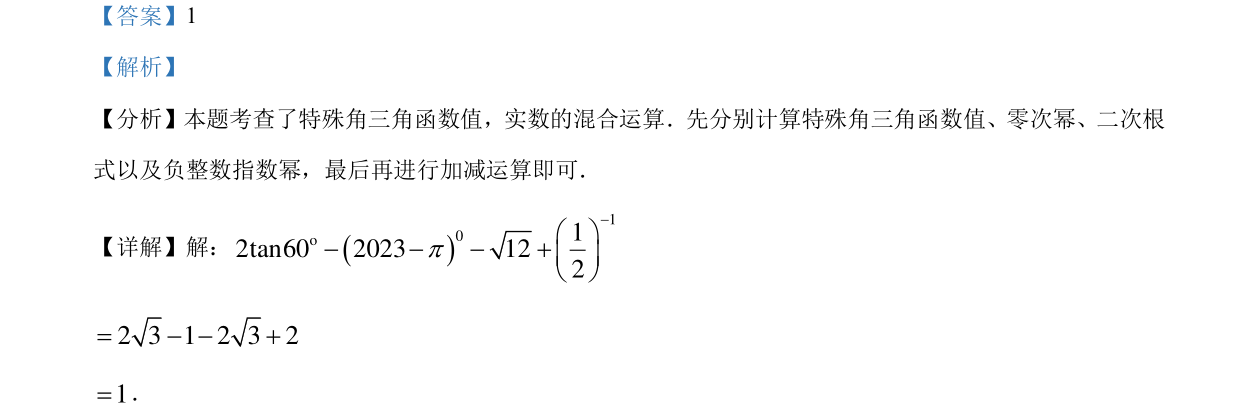 【答案】1
【解析】
【分析】本题考查了特殊角三角函数值，实数的混合运算．先分别计算特殊角三角函数值、零次幂、二次根
式以及负整数指数幂，最后再进行加减运算即可．
【详解】解：2tan60° − (2023 − π)⁰ − √12 + (1/2)⁻¹
= 2√3 − 1 − 2√3 + 2
= 1．